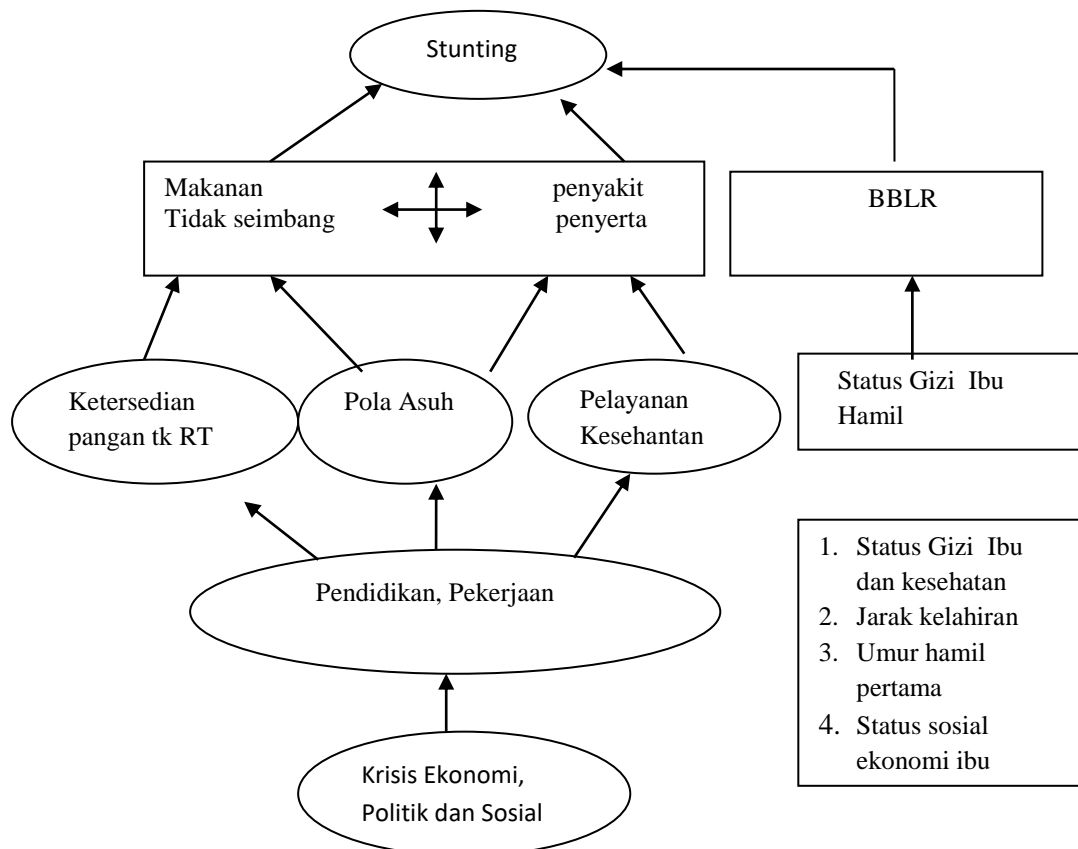 Stunting
Makanan
Tidak seimbang
penyakit
penyerta
BBLR
Ketersedian
pangan tk RT
Pola Asuh
Pelayanan
Kesehantan
Status Gizi Ibu
Hamil
Pendidikan, Pekerjaan
1. Status Gizi Ibu
dan kesehatan
2. Jarak kelahiran
3. Umur hamil
pertama
4. Status sosial
ekonomi ibu
Krisis Ekonomi,
Politik dan Sosial